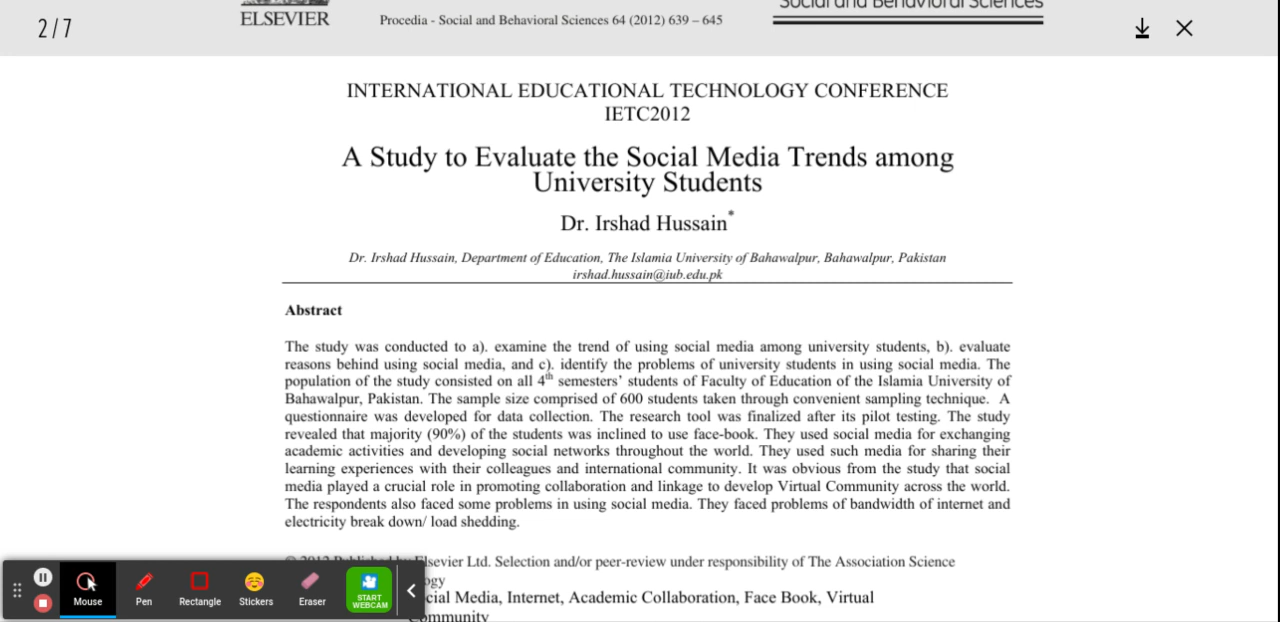 ELSEVIER
Procedia - Social and Behavioral Sciences 64 (2012) 639 – 645
Social and Behavioral Sciences
2/7
INTERNATIONAL EDUCATIONAL TECHNOLOGY CONFERENCE
IETC2012
A Study to Evaluate the Social Media Trends among
University Students
Dr. Irshad Hussain*
Dr. Irshad Hussain, Department of Education, The Islamia University of Bahawalpur, Bahawalpur, Pakistan
irshad.hussain@iub.edu.pk
Abstract
The study was conducted to a). examine the trend of using social media among university students, b). evaluate
reasons behind using social media, and c). identify the problems of university students in using social media. The
population of the study consisted on all 4th semesters’ students of Faculty of Education of the Islamia University of
Bahawalpur, Pakistan. The sample size comprised of 600 students taken through convenient sampling technique. A
questionnaire was developed for data collection. The research tool was finalized after its pilot testing. The study
revealed that majority (90%) of the students was inclined to use face-book. They used social media for exchanging
academic activities and developing social networks throughout the world. They used such media for sharing their
learning experiences with their colleagues and international community. It was obvious from the study that social
media played a crucial role in promoting collaboration and linkage to develop Virtual Community across the world.
The respondents also faced some problems in using social media. They faced problems of bandwidth of internet and
electricity break down/ load shedding.
© 2012 Published by Elsevier Ltd. Selection and/or peer-review under responsibility of The Association Science
ogy
cial Media, Internet, Academic Collaboration, Face Book, Virtual
ommunity
Mouse
Pen
Rectangle
Stickers
Eraser
START
WEBCAM